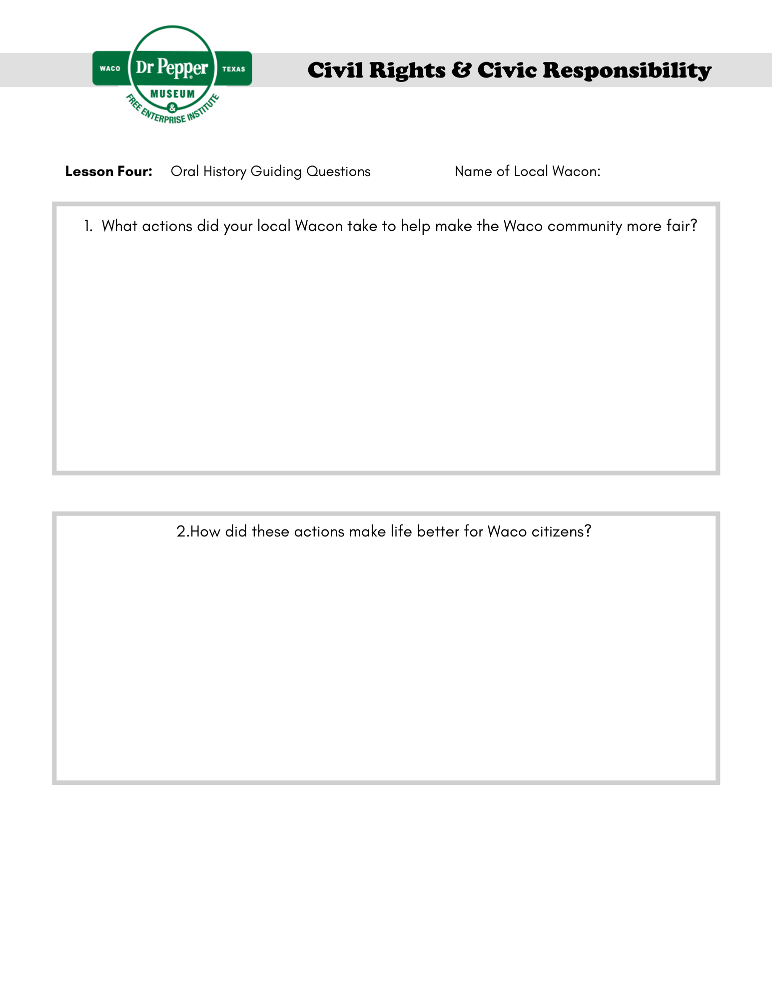 WACO
Dr Pepper
TEXAS
MUSEUM
&
FREE ENTERPRISE INSTITUTE
Civil Rights & Civic Responsibility
Lesson Four: Oral History Guiding Questions
Name of Local Wacon:
1. What actions did your local Wacon take to help make the Waco community more fair?
2.How did these actions make life better for Waco citizens?